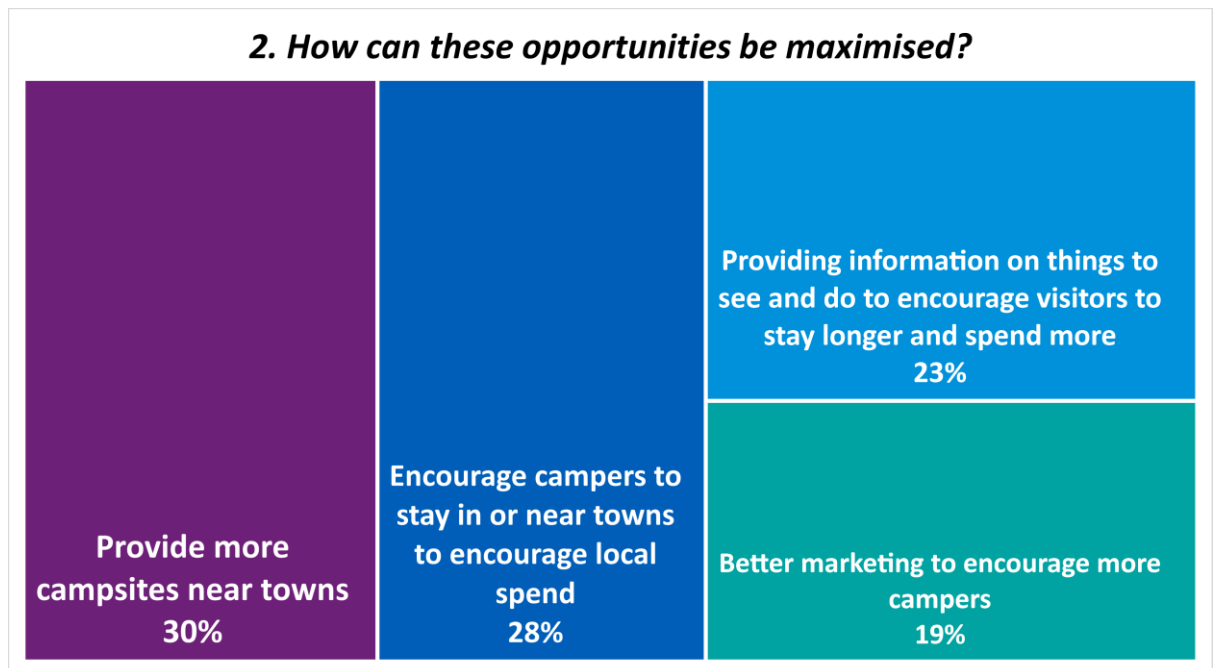 2. How can these opportunities be maximised?
Provide more
campsites near towns
30%
Encourage campers to
stay in or near towns
to encourage local
spend
28%
Providing information on things to
see and do to encourage visitors to
stay longer and spend more
23%
Better marketing to encourage more
campers
19%